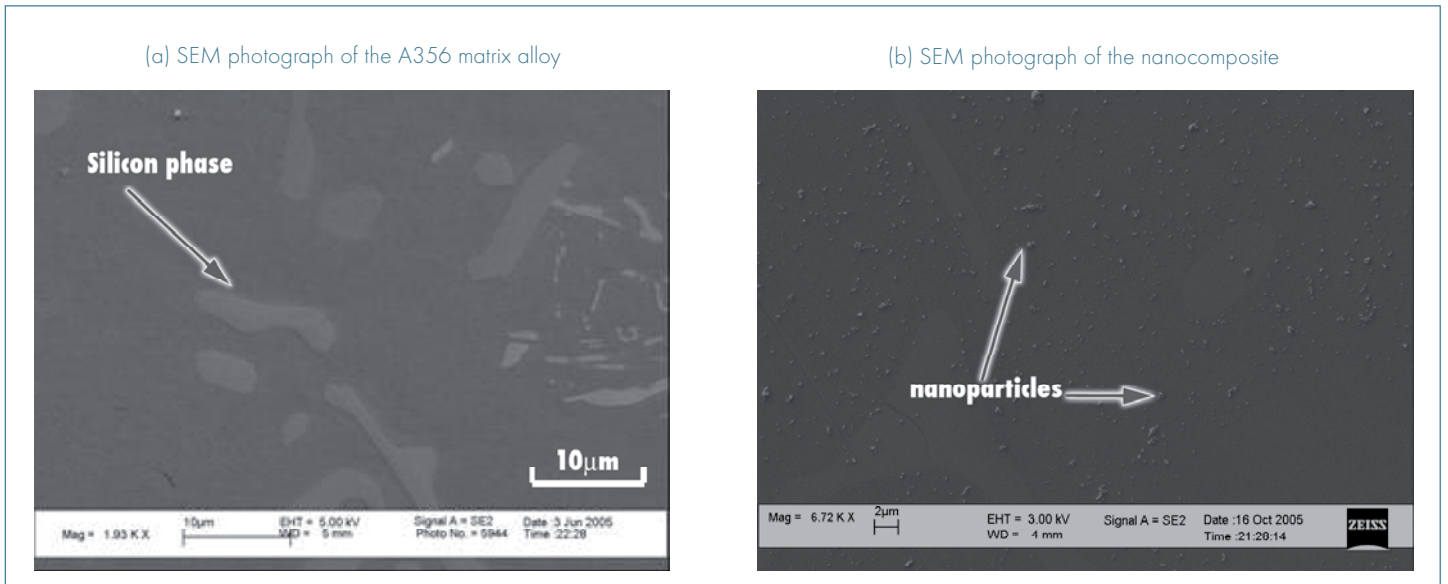 (a) SEM photograph of the A356 matrix alloy
Silicon phase
10µm
Mag = 1.93 K X
10µm
EHT = 5.00 kV
WD = 5 mm
Signal A = SE2
Photo No. = 5944
Date :3 Jun 2005
Time :22:28
(b) SEM photograph of the nanocomposite
nanoparticles
Mag = 6.72 K X
2µm
EHT = 3.00 kV
WD = 4 mm
Signal A = SE2
Date :16 Oct 2005
Time :21:20:14
ZEISS